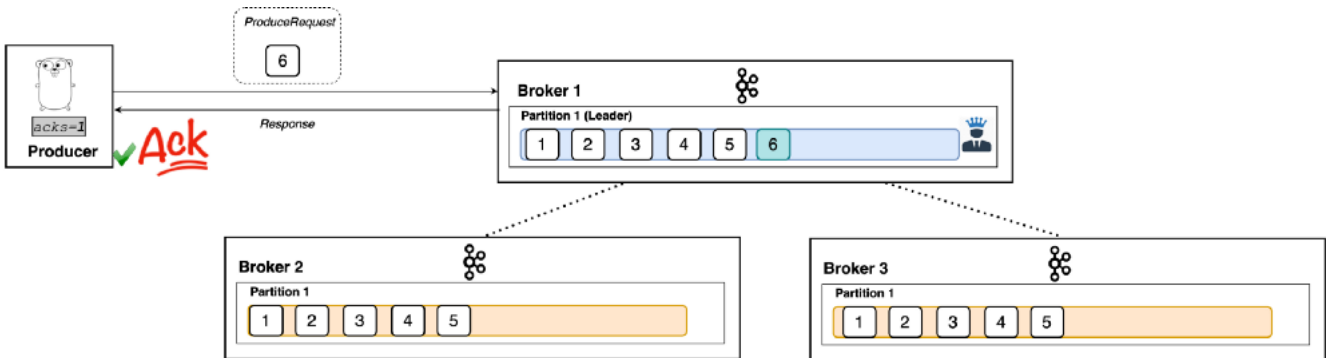 ProduceRequest
6
acks=1
Producer
Ack
Response
Broker 1
Partition 1 (Leader)
1 2 3 4 5 6
Broker 2
Partition 1
1 2 3 4 5
Broker 3
Partition 1
1 2 3 4 5